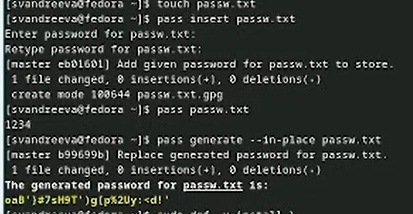 [svandreeva@fedora ~]$ touch passw.txt
[svandreeva@fedora ~]$ pass insert passw.txt
Enter password for passw.txt:
Retype password for passw.txt:
[master eb01601] Add given password for passw.txt to store.
1 file changed, 0 insertions(+), 0 deletions(-)
create mode 100644 passw.txt.gpg
[svandreeva@fedora ~]$ pass passw.txt
1234
[svandreeva@fedora ~]$ pass generate --in-place passw.txt
[master b99699b] Replace generated password for passw.txt.
1 file changed, 0 insertions(+), 0 deletions(-)
The generated password for passw.txt is:
oaB'}#7sH9T')g[p%2Uy:<d!'